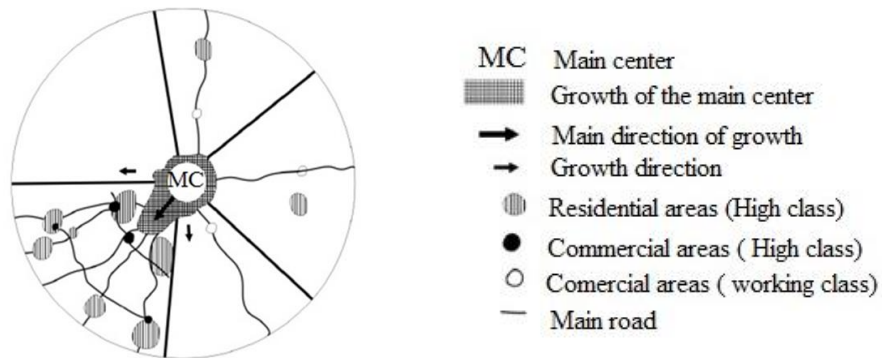 MC
MC Main center
Growth of the main center
Main direction of growth
Growth direction
Residential areas (High class)
Commercial areas ( High class)
Comercial areas ( working class)
Main road